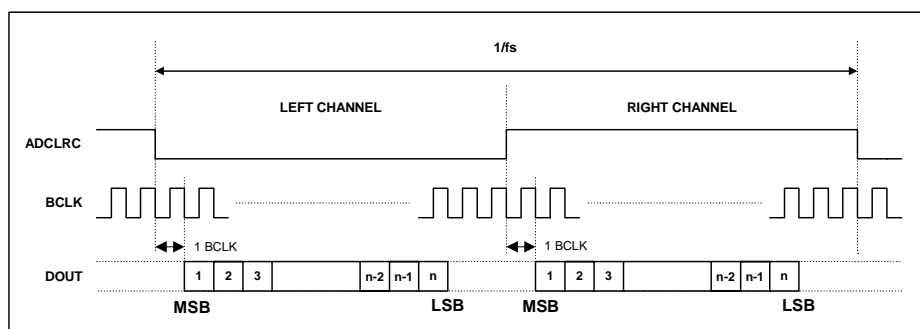 1/fs
LEFT CHANNEL RIGHT CHANNEL
ADCLRC
BCLK
1 BCLK 1 BCLK
DOUT 1 2 3 n-2 n-1 n 1 2 3 n-2 n-1 n
MSB LSB MSB LSB